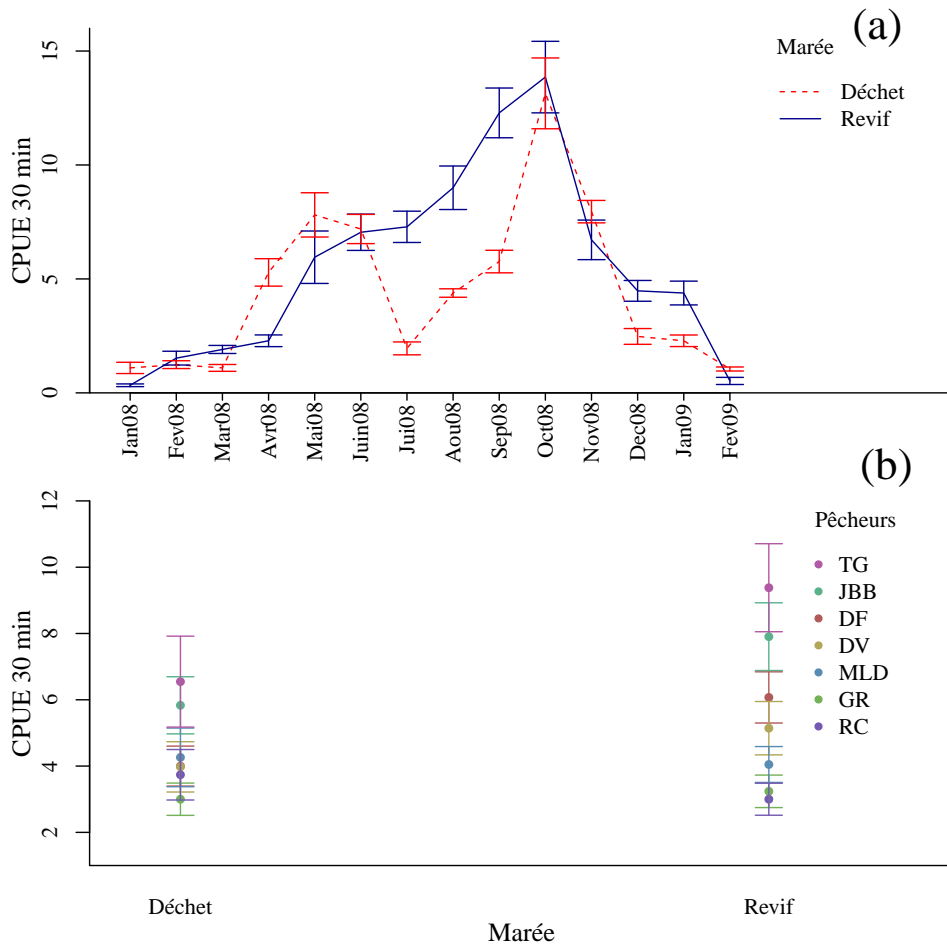 (a)
CPUE 30 min
15
10
5
0
Marée
Déchet
Revif
Jan08
Fev08
Mar08
Avr08
Mai08
Juin08
Jui08
Aou08
Sep08
Oct08
Nov08
Dec08
Jan09
Fev09
(b)
CPUE 30 min
12
10
8
6
4
2
Pêcheurs
TG
JBB
DF
DV
MLD
GR
RC
Déchet
Revif
Marée